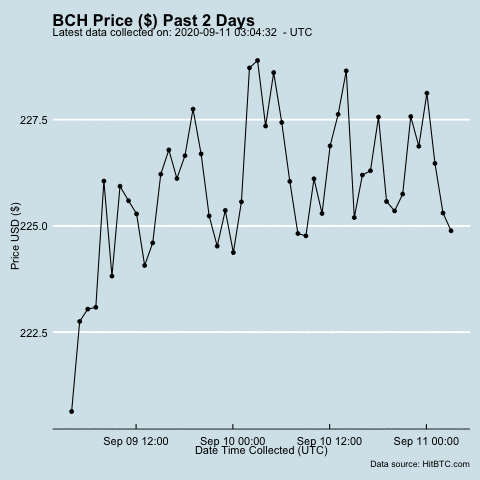 BCH Price ($) Past 2 Days
Latest data collected on: 2020-09-11 03:04:32 - UTC
227.5
225.0
222.5
Price USD ($)
Sep 09 12:00 Sep 10 00:00 Sep 10 12:00 Sep 11 00:00
Date Time Collected (UTC)
Data source: HitBTC.com